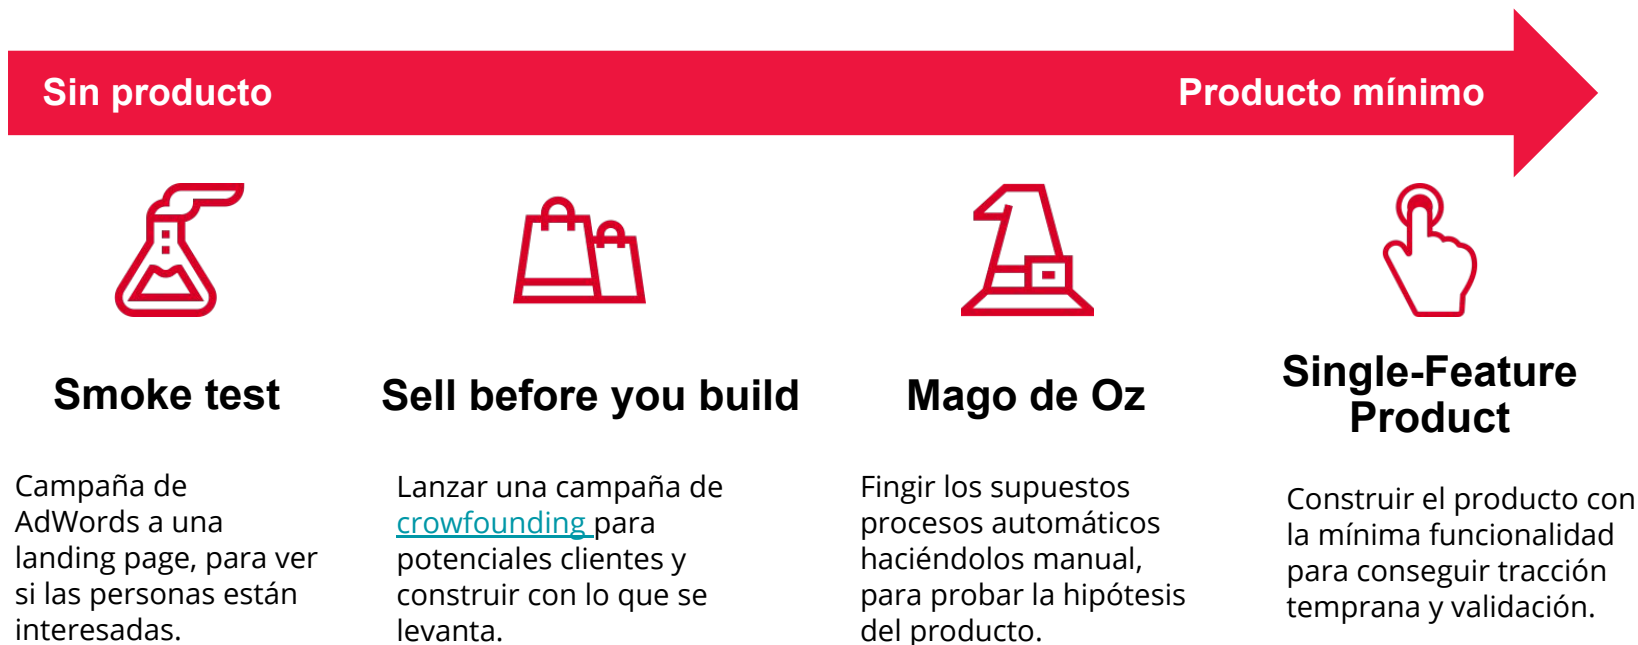 Sin producto
Producto mínimo
Smoke test
Sell before you build
Mago de Oz
Single-Feature
Product
Campaña de
AdWords a una
landing page, para ver
si las personas están
interesadas.
Lanzar una campaña de
crowfounding para
potenciales clientes y
construir con lo que se
levanta.
Fingir los supuestos
procesos automáticos
haciéndolos manual,
para probar la hipótesis
del producto.
Construir el producto con
la mínima funcionalidad
para conseguir tracción
temprana y validación.